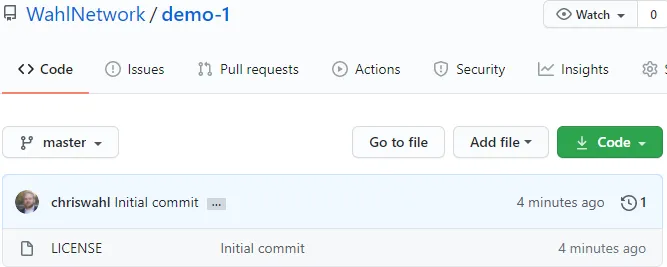 WahlNetwork / demo-1 Watch 0
Code Issues Pull requests Actions Security Insights
master Go to file Add file Code
chriswahl Initial commit ... 4 minutes ago 1
LICENSE Initial commit 4 minutes ago